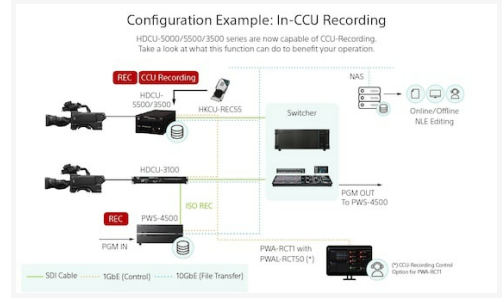 Configuration Example: In-CCU Recording
HDCU-5000/5500/3500 series are now capable of CCU-Recording.
Take a look at what this function can do to benefit your operation.
REC
CCU Recording
HDCU-
5500/3500
HKCU-REC55
NAS
Switcher
Online/Offline
NLE Editing
HDCU-3100
PGM OUT
To PWS-4500
ISO REC
REC
PWS-4500
PGM IN
PWA-RCT1 with
PWAL-RCT50 (*)
(*) CCU-Recording Control
Option for PWA-RCT1
SDI Cable
1GbE (Control)
10GbE (File Transfer)